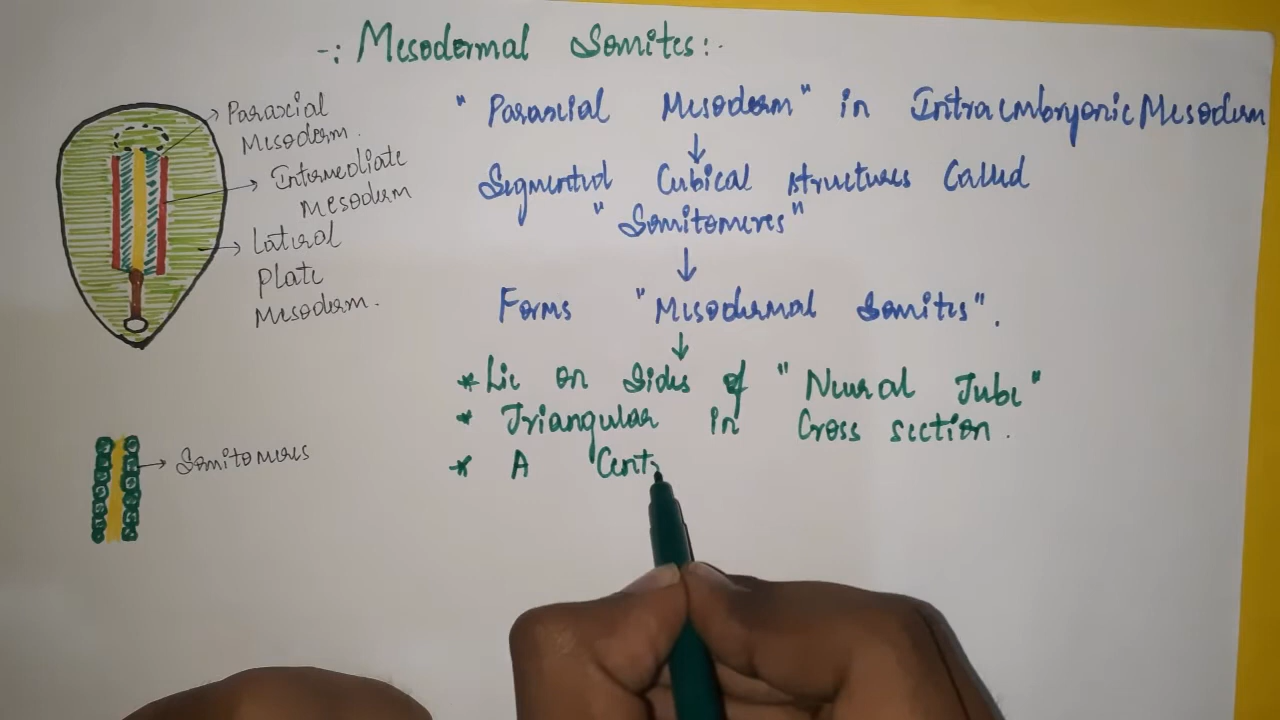 -: Mesodermal Somites:-
"Paraxial Mesoderm" in Intraembryonic Mesoderm
↓
Segmented Cubical structures Called
"Somitomeres"
↓
Forms "Mesodermal Somites".
↓
* Lie on Sides of "Neural Tube"
* Triangular in Cross section.
* A Cent
Paraxial
Mesoderm.
Intermediate
Mesoderm
Lateral
Plate
Mesoderm.
Somitomeres